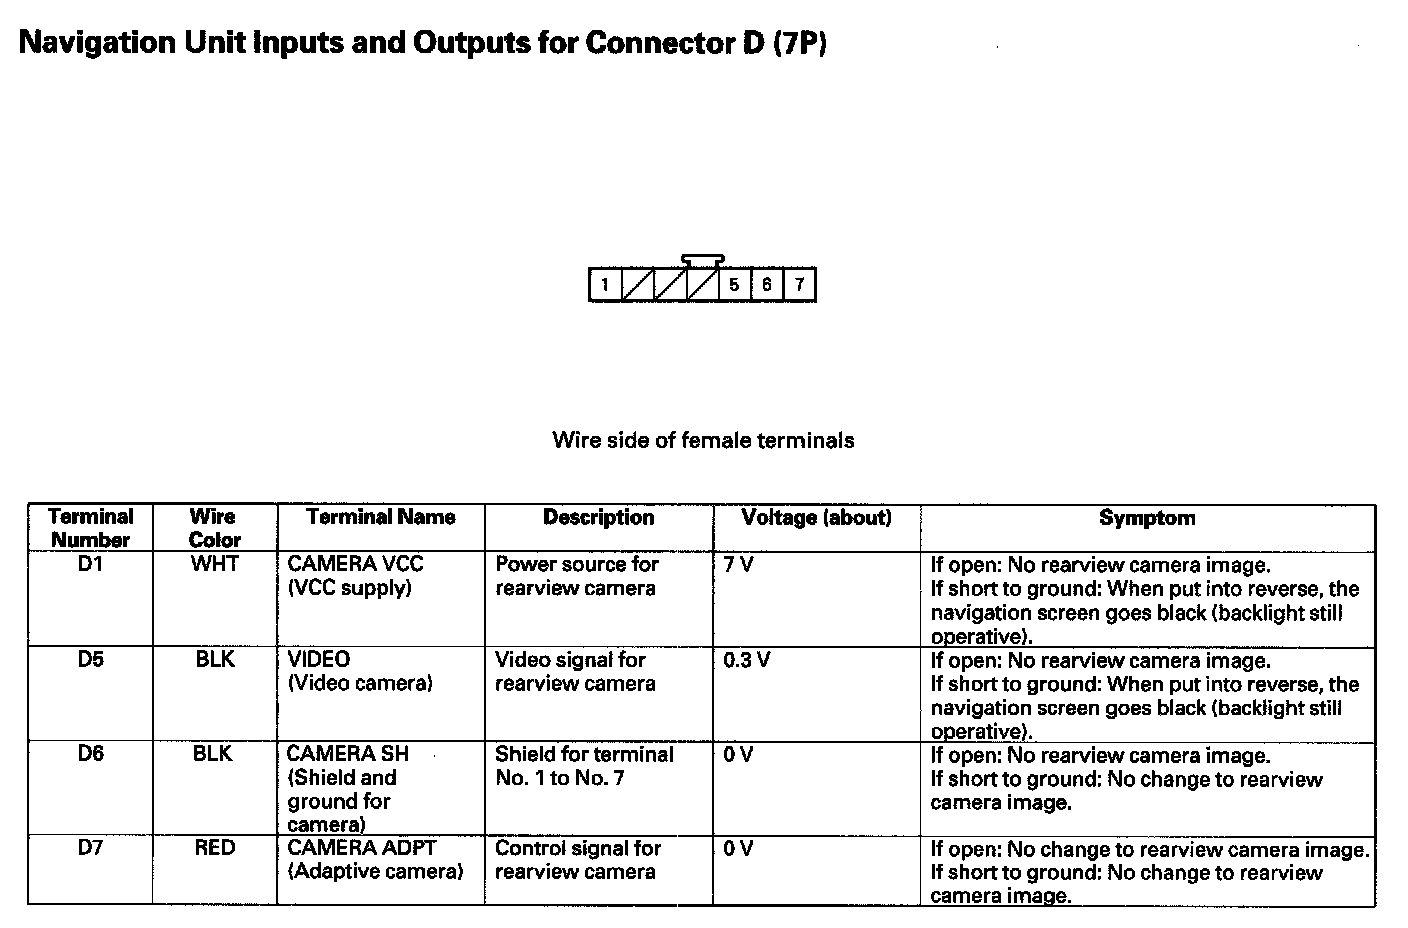 Navigation Unit Inputs and Outputs for Connector D (7P)
1 5 6 7
Wire side of female terminals
Terminal Number | Wire Color | Terminal Name | Description | Voltage (about) | Symptom
D1 | WHT | CAMERA VCC (VCC supply) | Power source for rearview camera | 7 V | If open: No rearview camera image.
If short to ground: When put into reverse, the
navigation screen goes black (backlight still
operative).
D5 | BLK | VIDEO (Video camera) | Video signal for rearview camera | 0.3 V | If open: No rearview camera image.
If short to ground: When put into reverse, the
navigation screen goes black (backlight still
operative).
D6 | BLK | CAMERA SH (Shield and ground for camera) | Shield for terminal No. 1 to No. 7 | 0 V | If open: No rearview camera image.
If short to ground: No change to rearview
camera image.
D7 | RED | CAMERA ADPT (Adaptive camera) | Control signal for rearview camera | 0 V | If open: No change to rearview camera image.
If short to ground: No change to rearview
camera image.